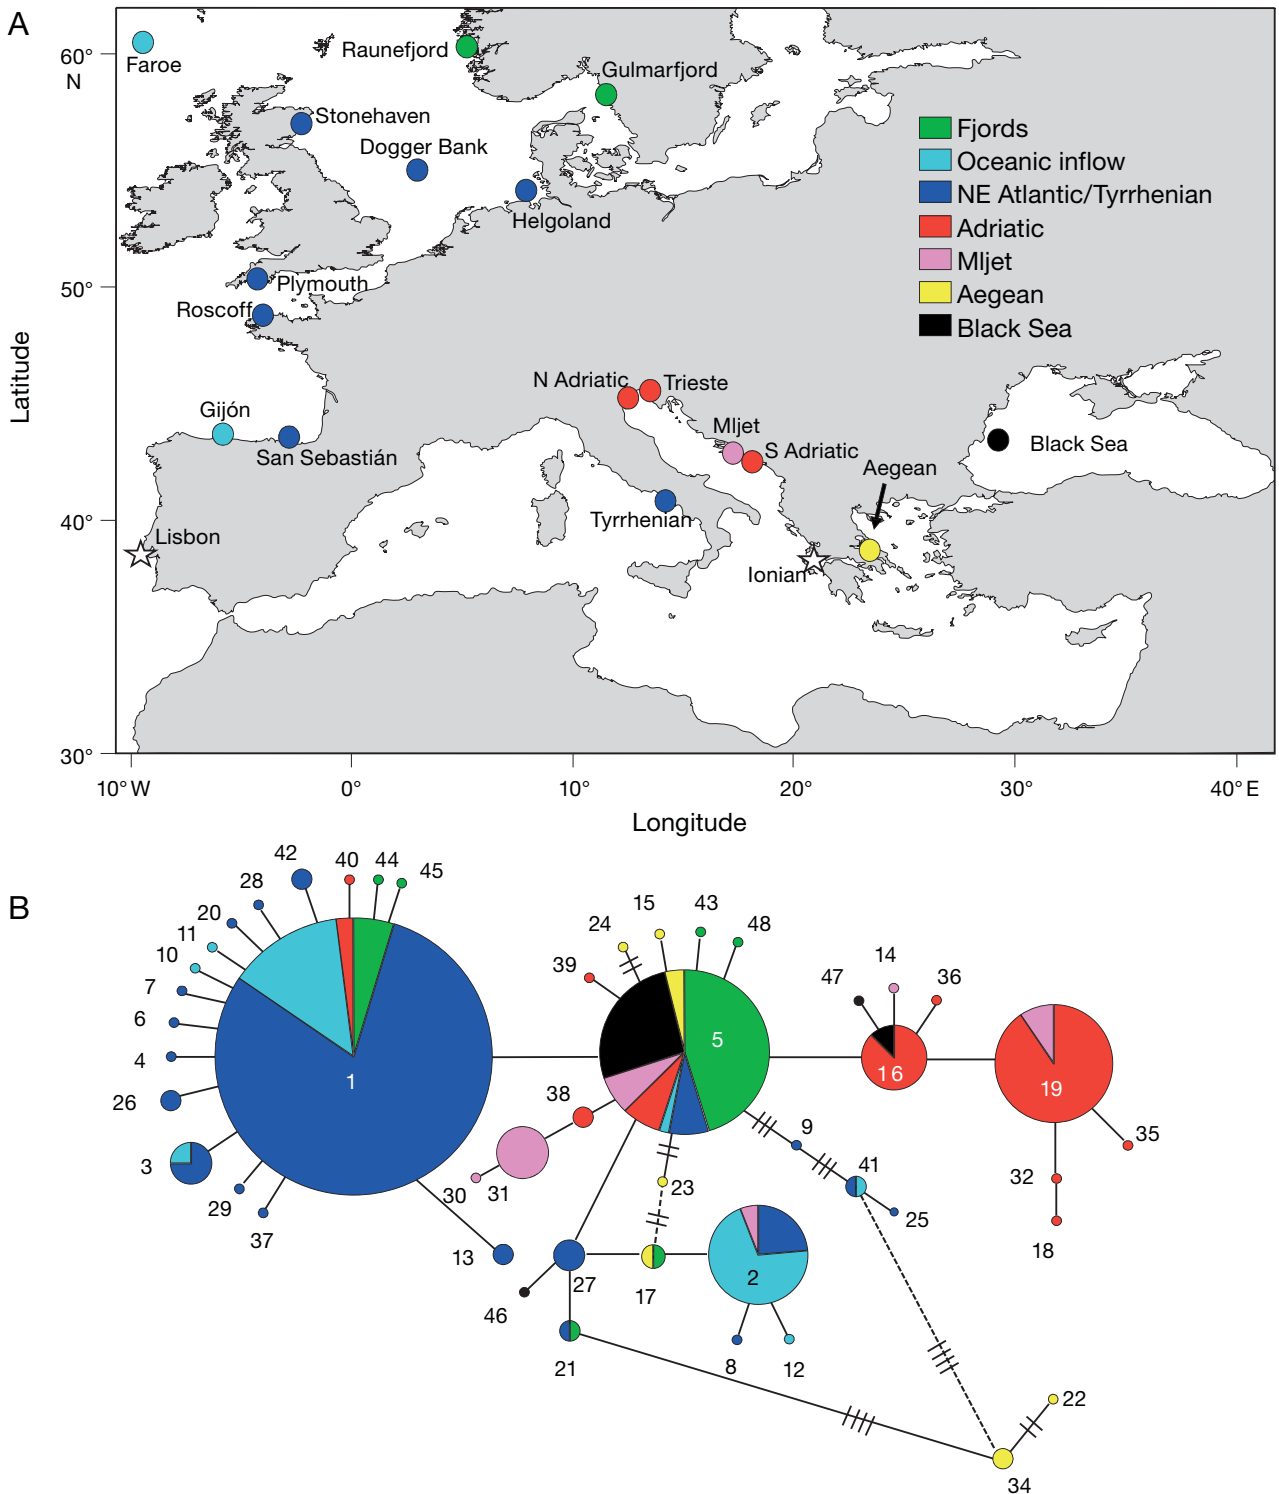 A
60°
N
Faroe
Raunefjord
Gulmarfjord
Stonehaven
Dogger Bank
Helgoland
Fjords
Oceanic inflow
NE Atlantic/Tyrrhenian
Adriatic
Mljet
Aegean
Black Sea
50°
Plymouth
Roscoff
Latitude
N Adriatic
Trieste
Gijón
San Sebastián
Mljet
S Adriatic
Aegean
Black Sea
40°
Tyrrhenian
Lisbon
Ionian
30°
10°W
0°
10°
20°
30°
40°E
Longitude
B
42
40
44
45
28
20
11
10
7
6
4
26
3
29
37
1
13
15
24
43
48
39
5
38
30
31
23
9
41
25
27
17
2
46
21
8
12
47
14
36
16
19
35
32
18
22
34